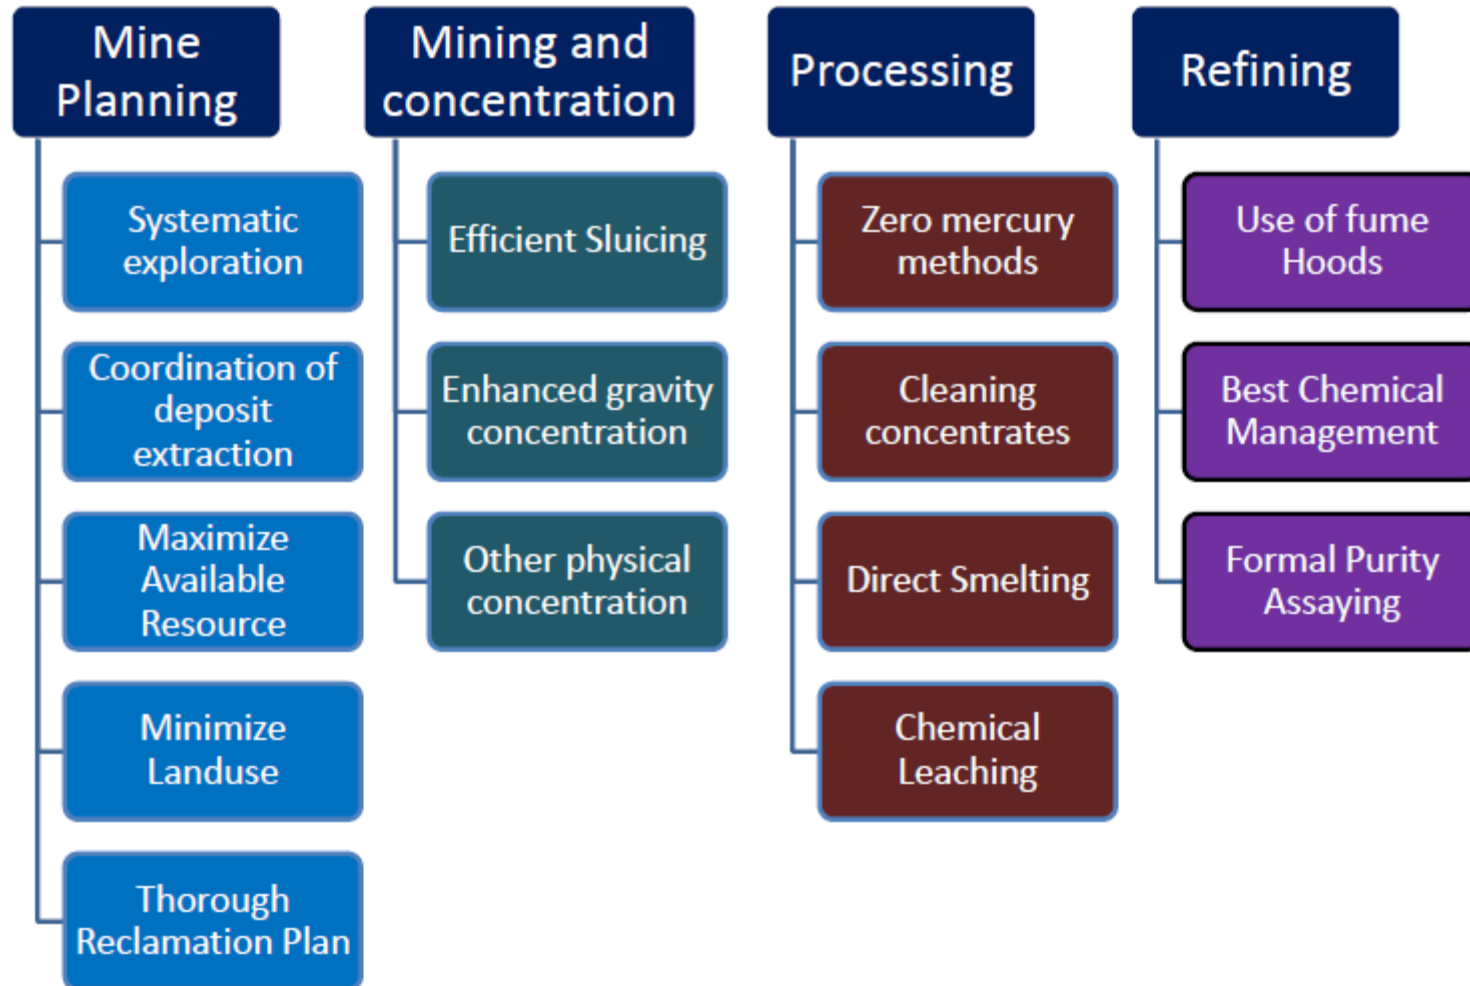 Mine
Planning
Systematic
exploration
Coordination of
deposit
extraction
Maximize
Available
Resource
Minimize
Landuse
Thorough
Reclamation Plan
Mining and
concentration
Efficient Sluicing
Enhanced gravity
concentration
Other physical
concentration
Processing
Zero mercury
methods
Cleaning
concentrates
Direct Smelting
Chemical
Leaching
Refining
Use of fume
Hoods
Best Chemical
Management
Formal Purity
Assaying